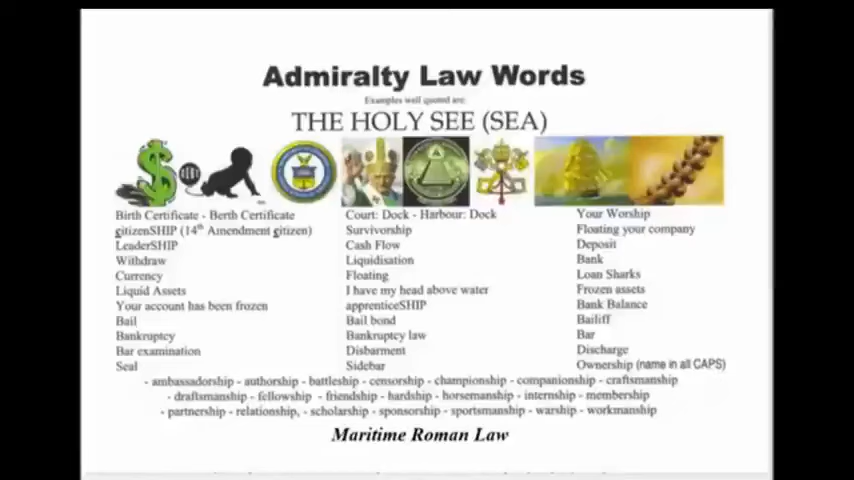 Admiralty Law Words
Examples well quoted are:
THE HOLY SEE (SEA)
DEBT
Birth Certificate - Berth Certificate
citizenSHIP (14th Amendment citizen)
LeaderSHIP
Withdraw
Currency
Liquid Assets
Your account has been frozen
Bail
Bankruptcy
Bar examination
Seal
Court: Dock - Harbour: Dock
Survivorship
Cash Flow
Liquidisation
Floating
I have my head above water
apprenticeSHIP
Bail bond
Bankruptcy law
Disbarment
Sidebar
Your Worship
Floating your company
Deposit
Bank
Loan Sharks
Frozen assets
Bank Balance
Bailiff
Bar
Discharge
Ownership (name in all CAPS)
- ambassadorship - authorship - battleship - censorship - championship - companionship - craftsmanship
- draftsmanship - fellowship - friendship - hardship - horsemanship - internship - membership
- partnership - relationship, - scholarship - sponsorship - sportsmanship - warship - workmanship
Maritime Roman Law